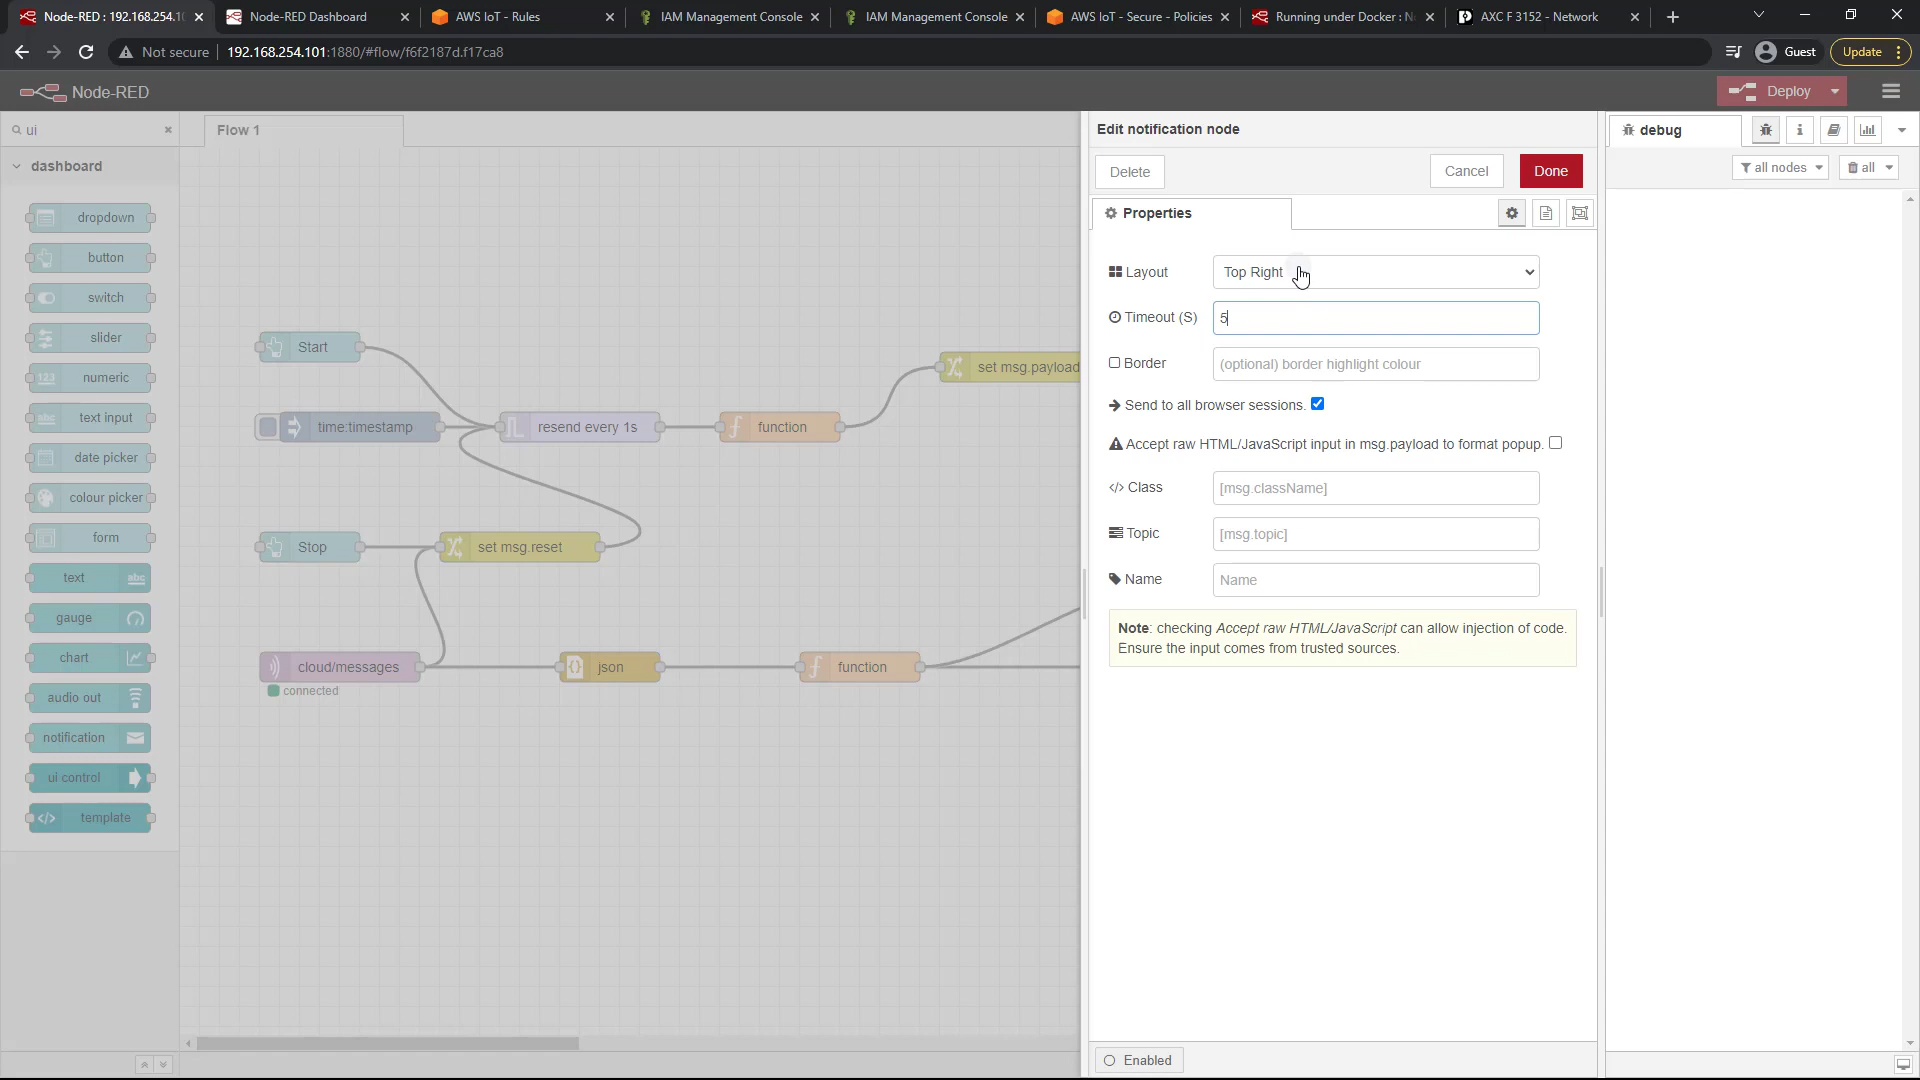 Node-RED : 192.168.254.1
Node-RED Dashboard
AWS IoT - Rules
IAM Management Console
IAM Management Console
AWS IoT - Secure - Policies
Running under Docker : N
AXC F 3152 - Network
Not secure
192.168.254.101:1880/#flow/f6f2187d.f17ca8
Guest
Update
Node-RED
Deploy
ui
Flow 1
dashboard
dropdown
button
switch
slider
123 numeric
abc text input
date picker
colour picker
form
text abc
gauge
chart
audio out
notification
ui control
</> template
Start
time:timestamp
resend every 1s
function
set msg.payload
Stop
set msg.reset
cloud/messages
connected
json
function
Edit notification node
Delete
Cancel
Done
Properties
Layout
Top Right
Timeout (S)
5
Border
(optional) border highlight colour
Send to all browser sessions.
Accept raw HTML/JavaScript input in msg.payload to format popup.
</> Class
[msg.className]
Topic
[msg.topic]
Name
Name
Note: checking Accept raw HTML/JavaScript can allow injection of code.
Ensure the input comes from trusted sources.
Enabled
debug
i
all nodes
all